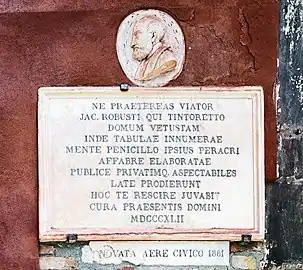 NE PRAETEREAS VIATOR
JAC. ROBUSTI QUI TINTORETTO
DOMUM VETUSTAM
INDE TABULAE INNUMERAE
MENTE PENICILLO IPSIUS PERACRI
AFFABRE ELABORATAE
PUBLICE PRIVATIMQ. ASPECTABILES
LATE PRODIERUNT
HOC TE RESCIRE JUVABIT
CURA PRAESENTIS DOMINI
MDCCCXLII
NOVATA AERE CIVICO 1881